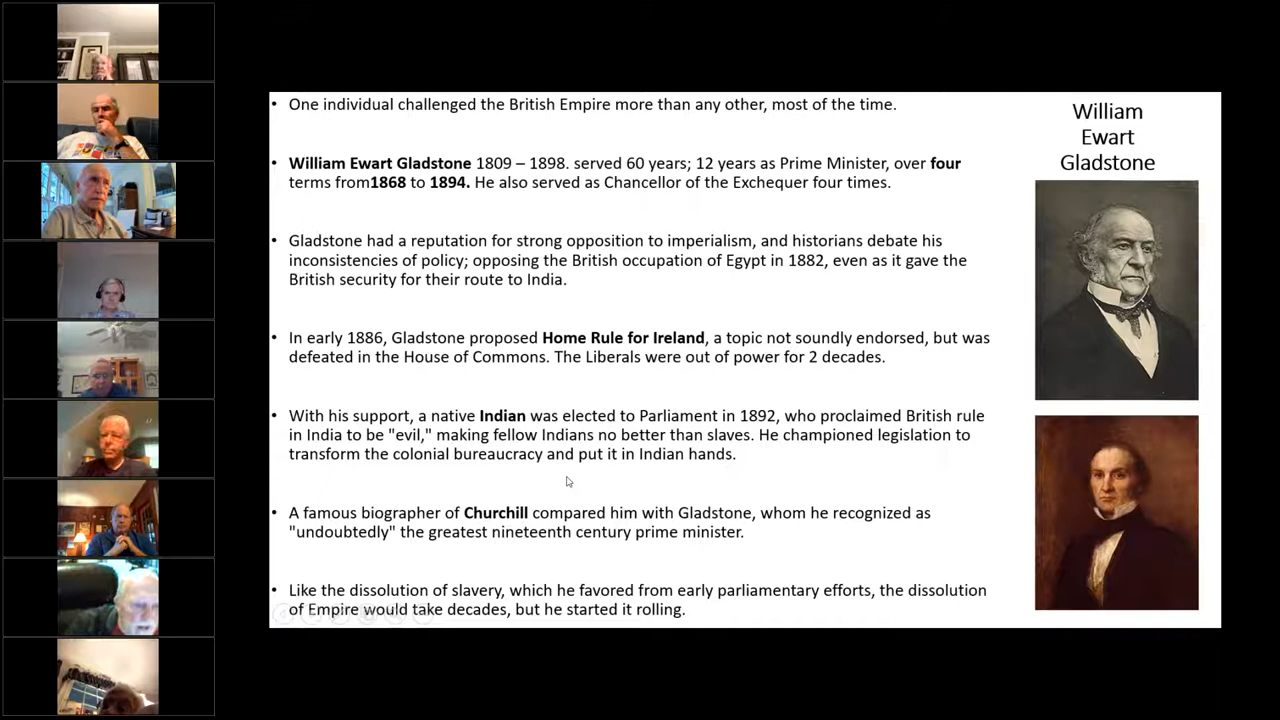 • One individual challenged the British Empire more than any other, most of the time.
• William Ewart Gladstone 1809 – 1898. served 60 years; 12 years as Prime Minister, over four
terms from1868 to 1894. He also served as Chancellor of the Exchequer four times.
• Gladstone had a reputation for strong opposition to imperialism, and historians debate his
inconsistencies of policy; opposing the British occupation of Egypt in 1882, even as it gave the
British security for their route to India.
• In early 1886, Gladstone proposed Home Rule for Ireland, a topic not soundly endorsed, but was
defeated in the House of Commons. The Liberals were out of power for 2 decades.
• With his support, a native Indian was elected to Parliament in 1892, who proclaimed British rule
in India to be "evil," making fellow Indians no better than slaves. He championed legislation to
transform the colonial bureaucracy and put it in Indian hands.
• A famous biographer of Churchill compared him with Gladstone, whom he recognized as
"undoubtedly" the greatest nineteenth century prime minister.
• Like the dissolution of slavery, which he favored from early parliamentary efforts, the dissolution
of Empire would take decades, but he started it rolling.
William
Ewart
Gladstone